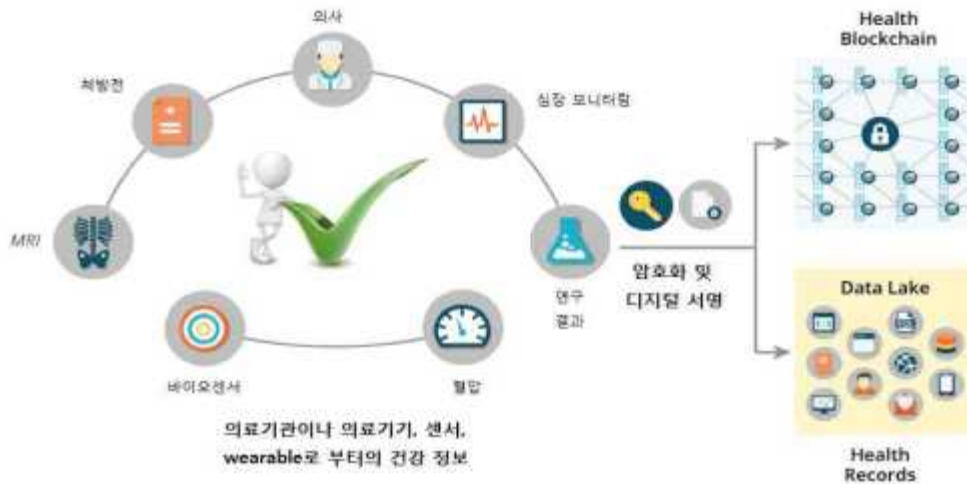 의사
처방전
심장 모니터링
MRI
연구
결과
바이오센서
혈압
의료기관이나 의료기기, 센서,
wearable로 부터의 건강 정보
암호화 및
디지털 서명
Health
Blockchain
Data Lake
Health
Records